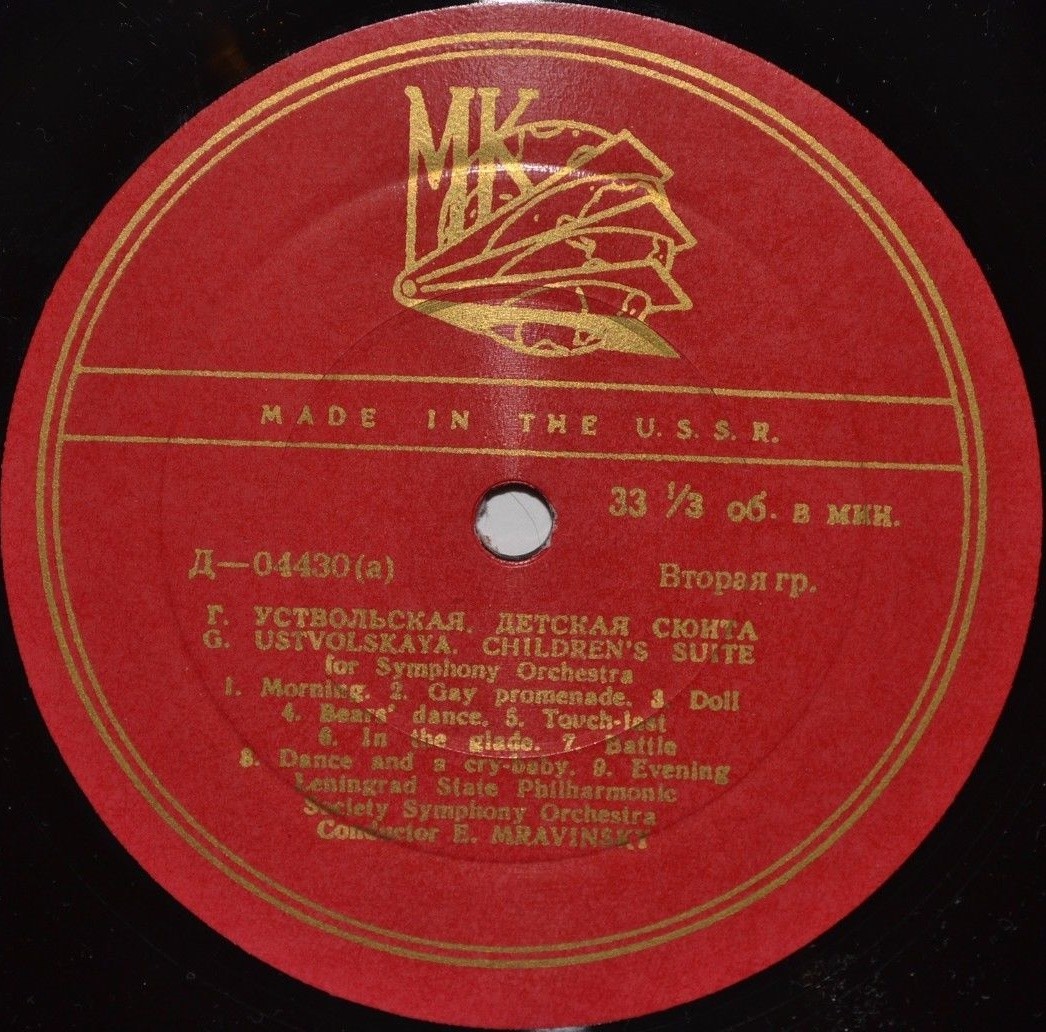 МК
MADE IN THE U.S.S.R.
33 1/3 об. в мин.
Д—04430(а)
Вторая гр.
Г. УСТВОЛЬСКАЯ. ДЕТСКАЯ СЮИТА
G. USTVOLSKAYA. CHILDREN'S SUITE
for Symphony Orchestra
1. Morning. 2. Gay promenade. 3. Doll
4. Bears' dance. 5. Touch-last
6. In the glade. 7. Battle
8. Dance and a cry-baby. 9. Evening
Leningrad State Philharmonic
Society Symphony Orchestra
Conductor E. MRAVINSKY